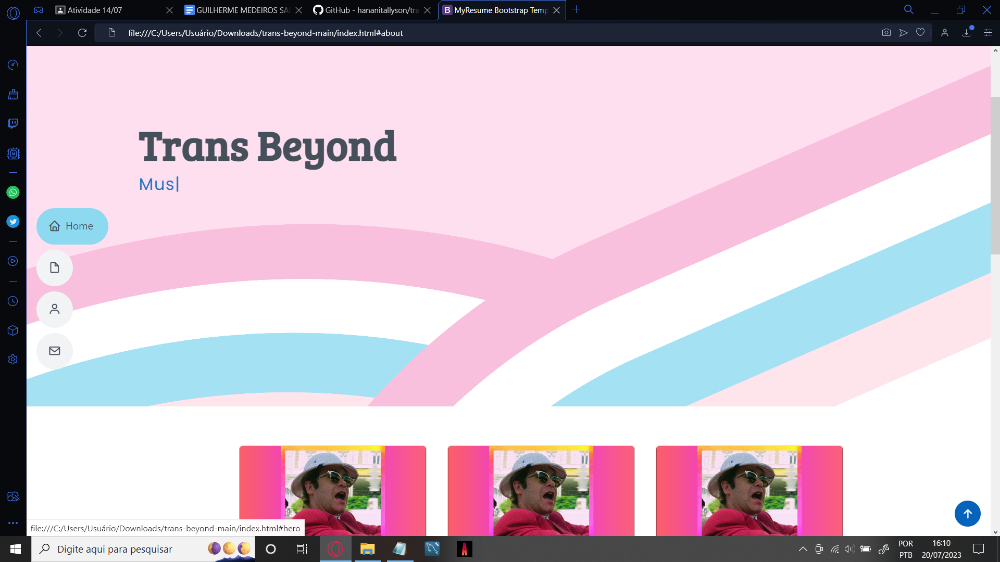 Atividade 14/07
GUILHERME MEDEIROS SA
GitHub - hananitallyson/tra
MyResume Bootstrap Temp
file:///C:/Users/Usuário/Downloads/trans-beyond-main/index.html#about
Trans Beyond
Mus|
Home
file:///C:/Users/Usuário/Downloads/trans-beyond-main/index.html#hero
Digite aqui para pesquisar
POR
PTB
16:10
20/07/2023